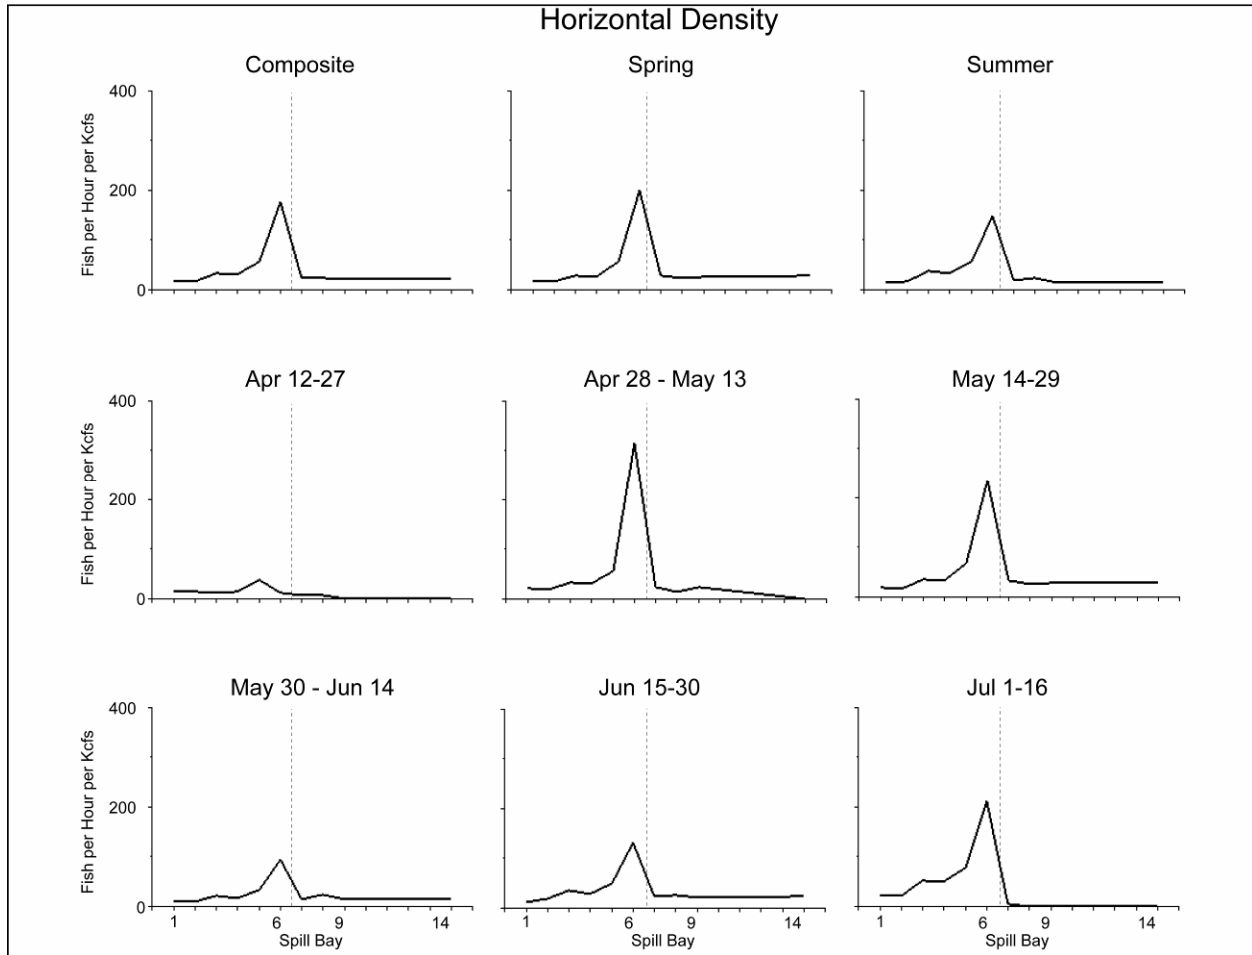 Horizontal Density
Composite
Spring
Summer
Fish per Hour per Kcfs
400
200
0
Apr 12-27
Apr 28 - May 13
May 14-29
Fish per Hour per Kcfs
400
200
0
May 30 - Jun 14
Jun 15-30
Jul 1-16
Fish per Hour per Kcfs
400
200
0
1 6 9 14
Spill Bay
1 6 9 14
Spill Bay
1 6 9 14
Spill Bay